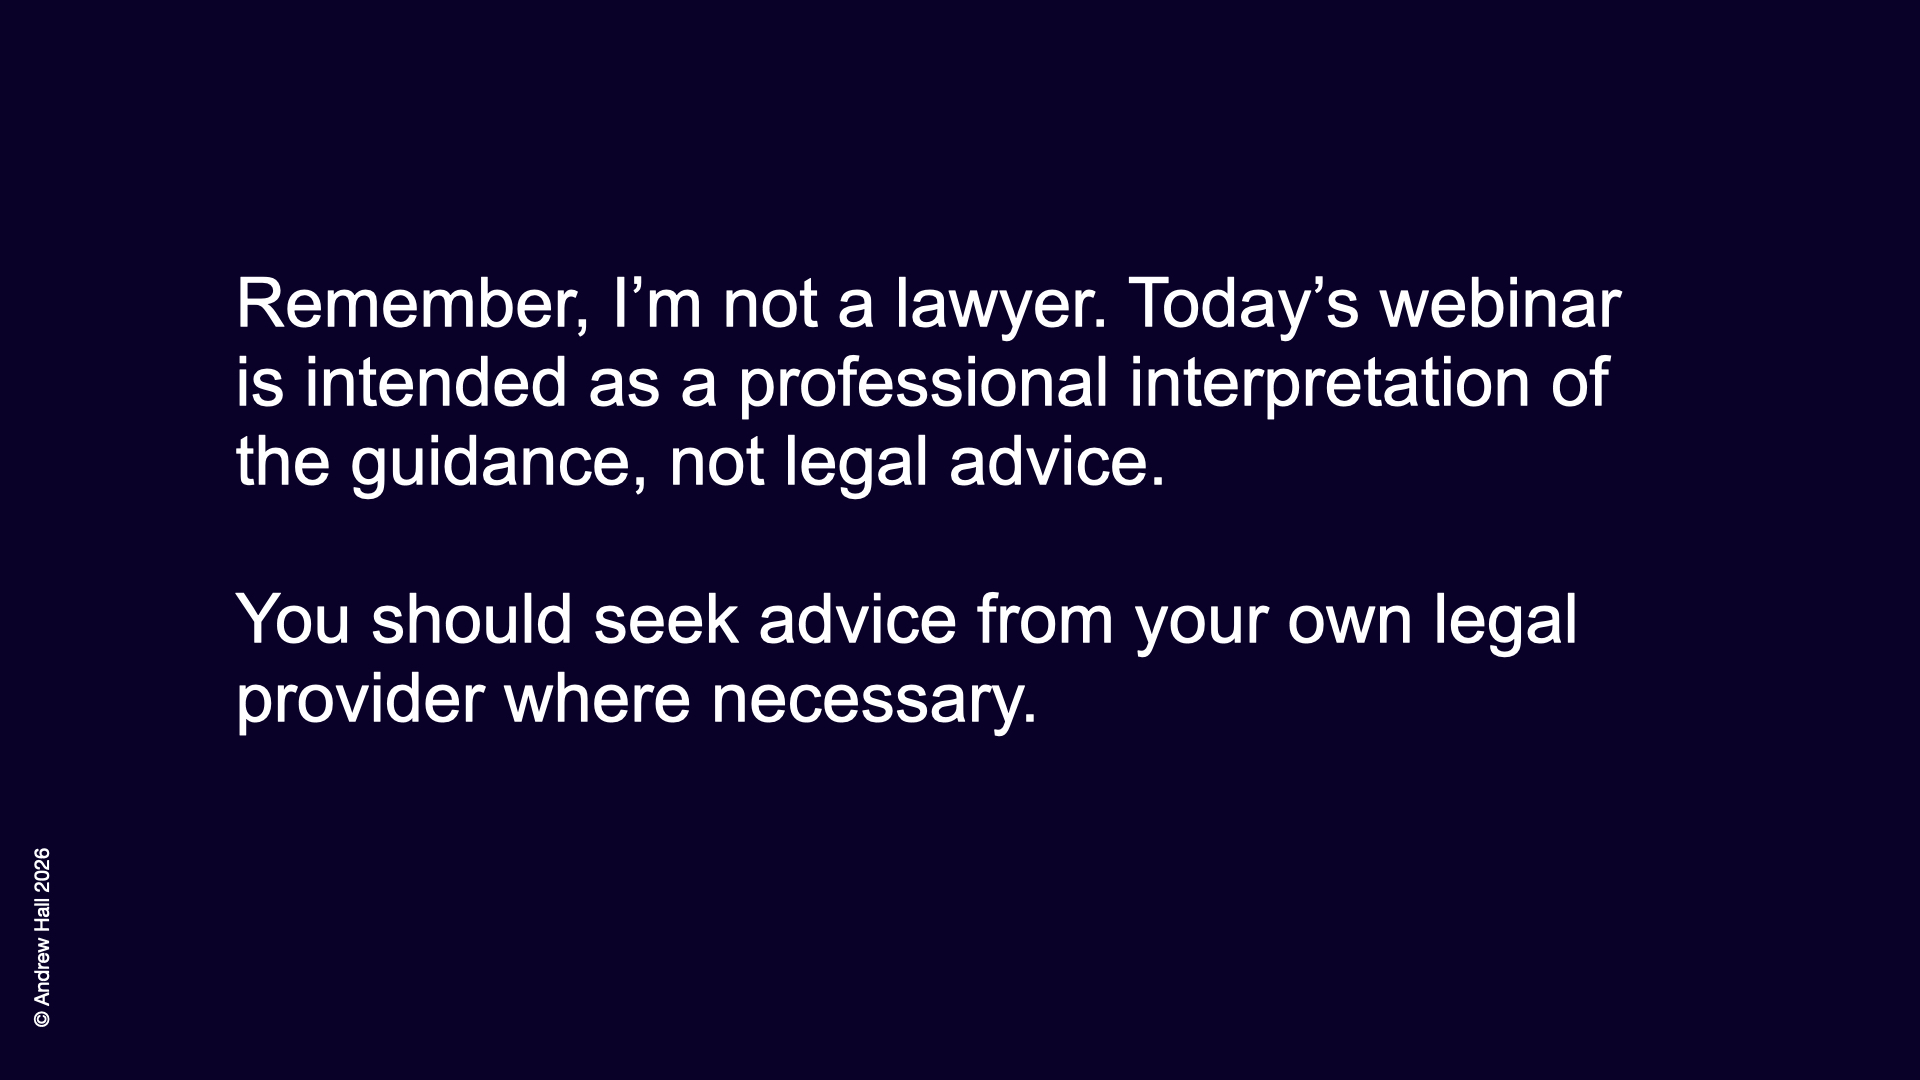 Remember, I’m not a lawyer. Today’s webinar
is intended as a professional interpretation of
the guidance, not legal advice.
You should seek advice from your own legal
provider where necessary.
© Andrew Hall 2026